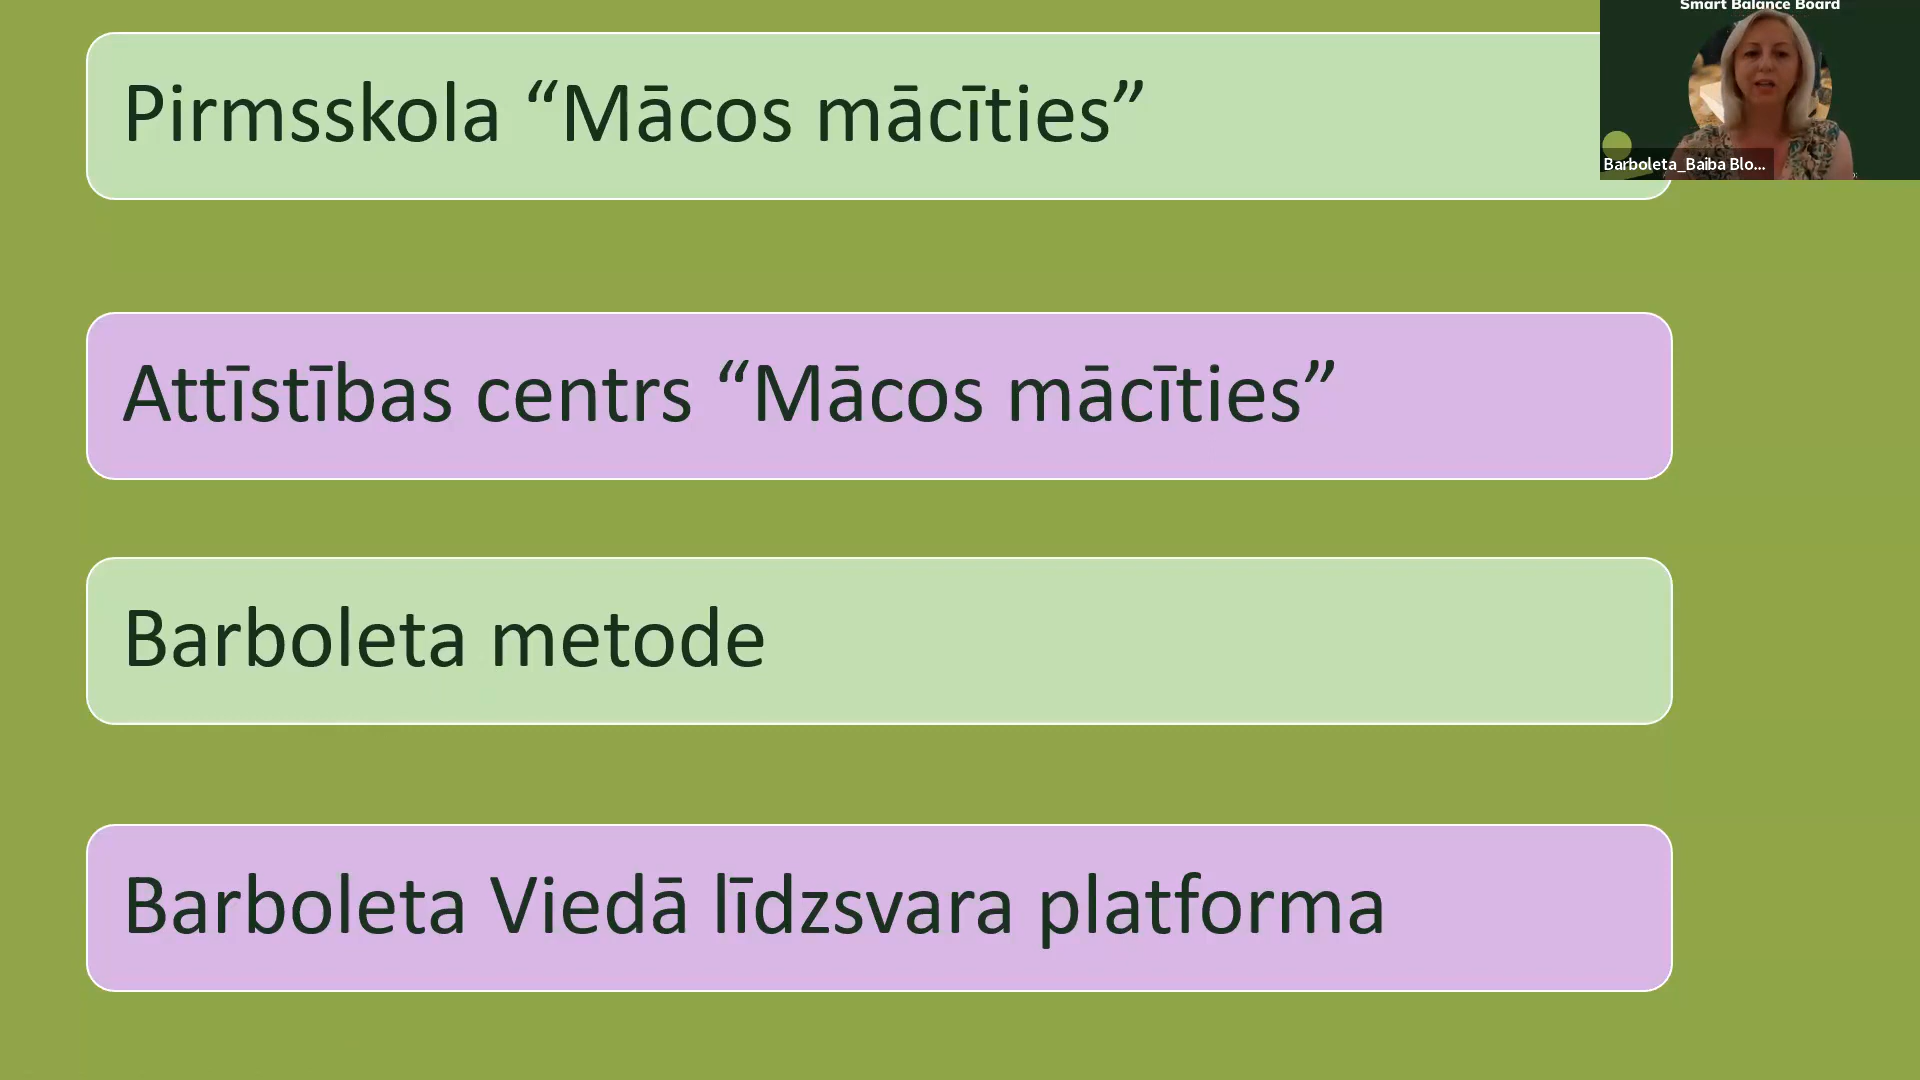 Smart Balance Board
Pirmsskola “Mācos mācīties”
Barboleta_Baiba Blo...
Attīstības centrs “Mācos mācīties”
Barboleta metode
Barboleta Viedā līdzsvara platforma